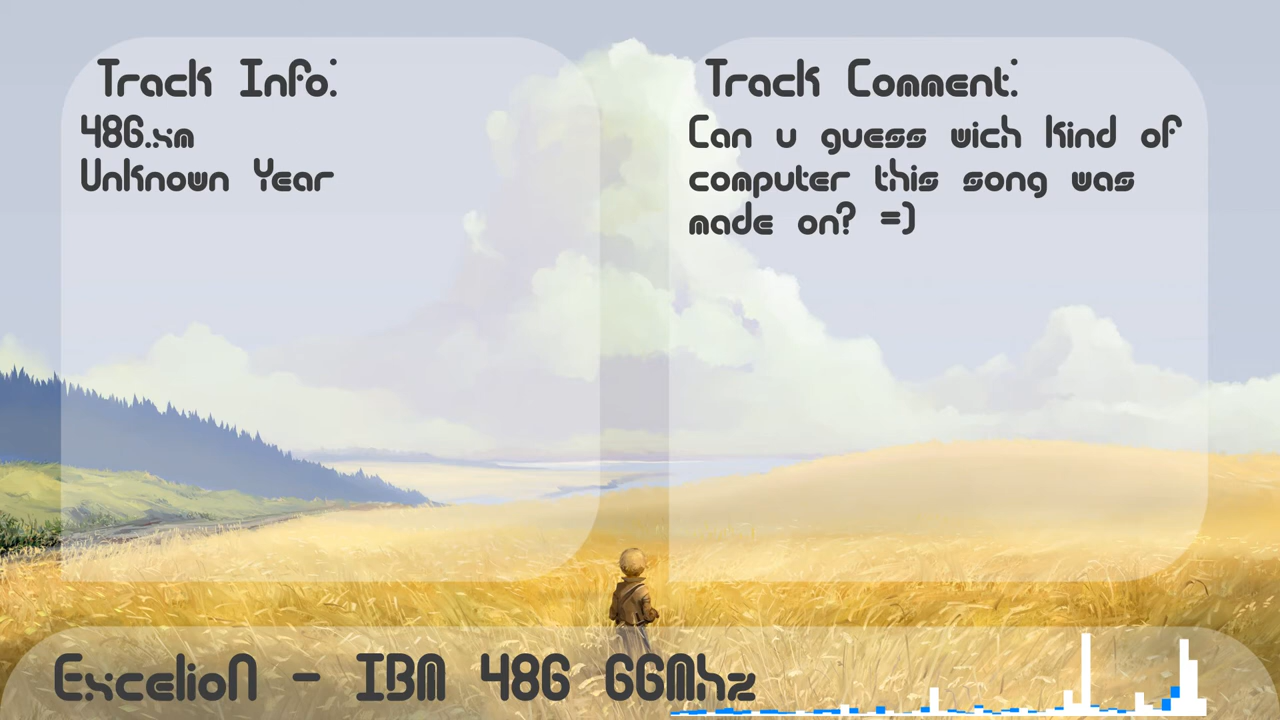 Track Info:
486.xm
Unknown Year
Track Comment:
Can u guess wich kind of
computer this song was
made on? =)
ExcelioN - IBM 486 66Mhz